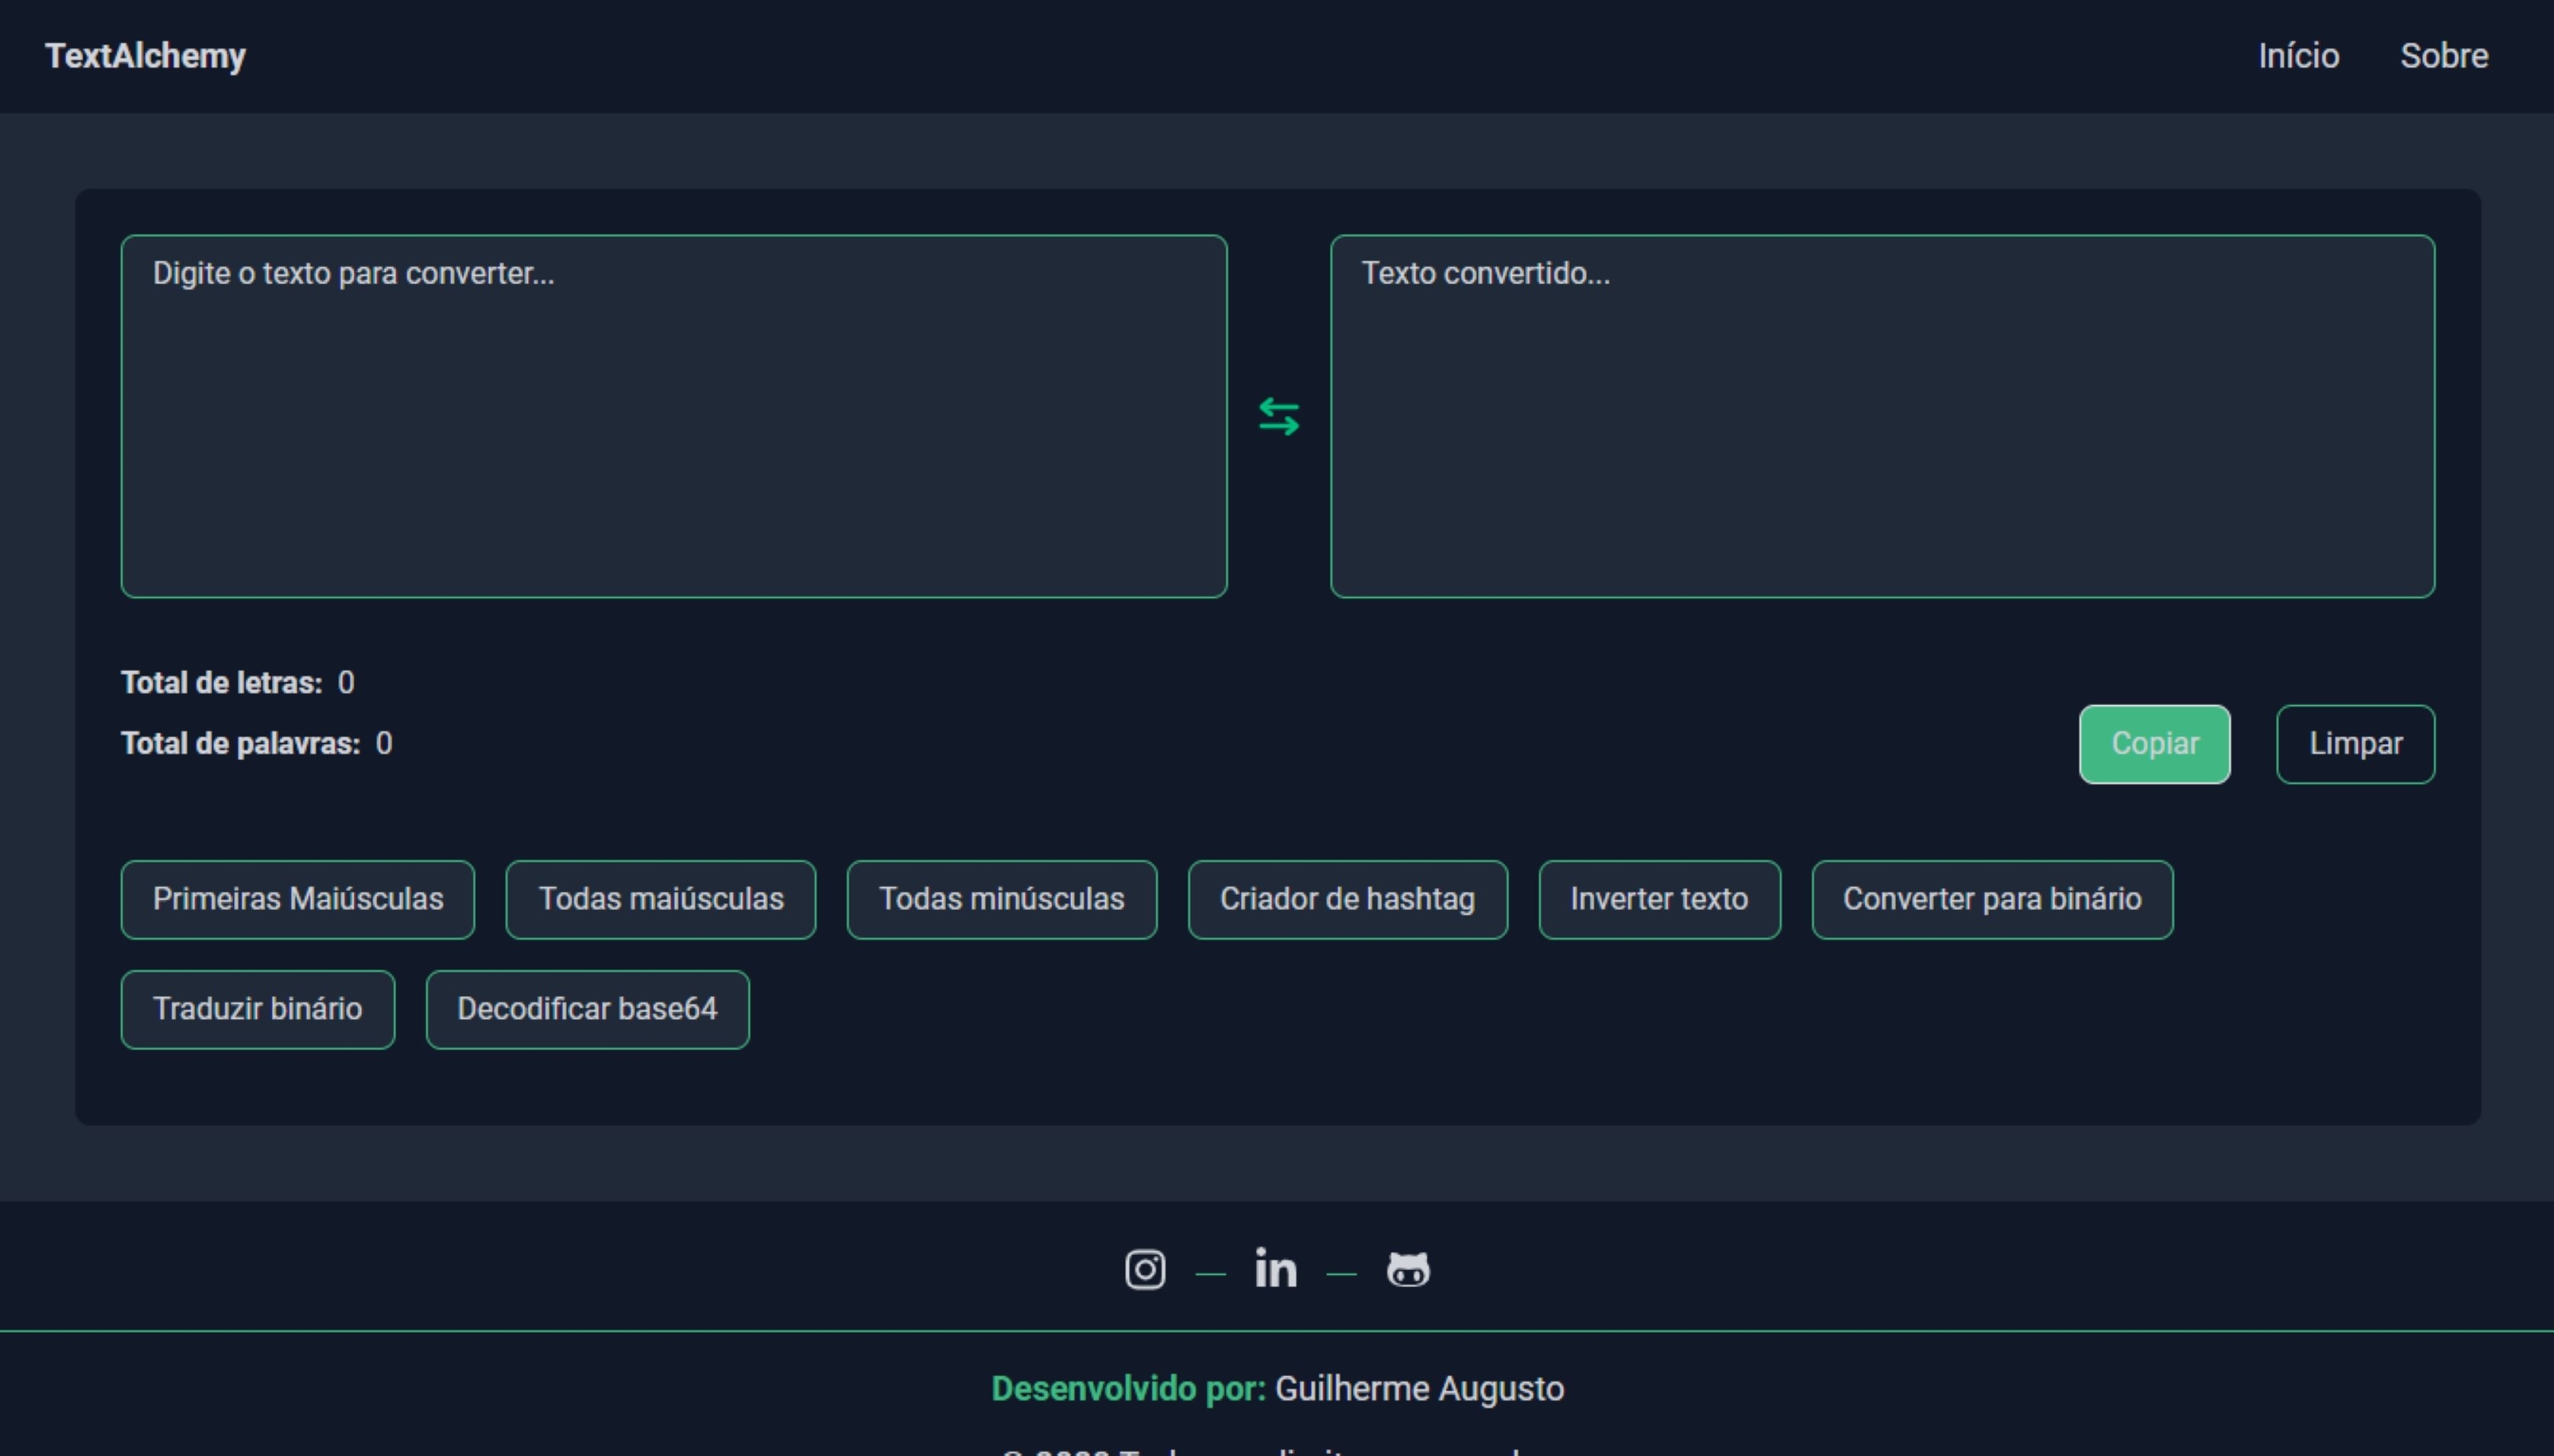 TextAlchemy
Início Sobre
Digite o texto para converter...
Texto convertido...
Total de letras: 0
Total de palavras: 0
Copiar Limpar
Primeiras Maiúsculas Todas maiúsculas Todas minúsculas Criador de hashtag Inverter texto Converter para binário
Traduzir binário Decodificar base64
in
Desenvolvido por: Guilherme Augusto